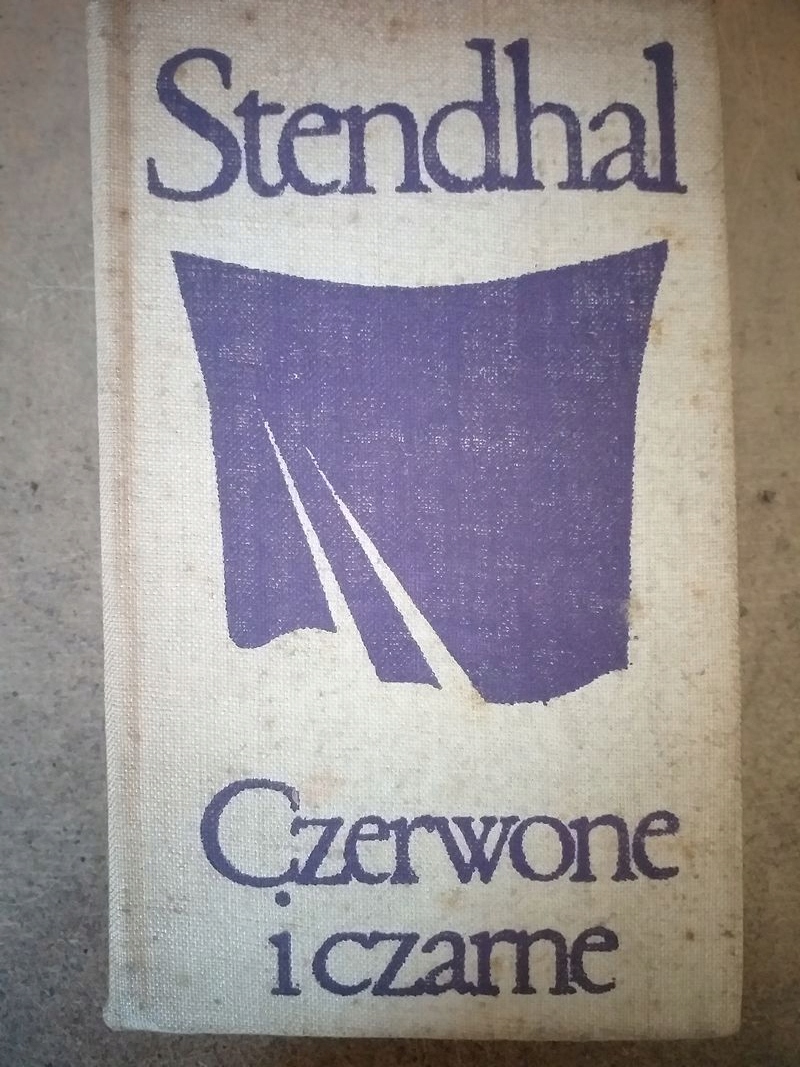 Stendhal
Czerwone
i czarne